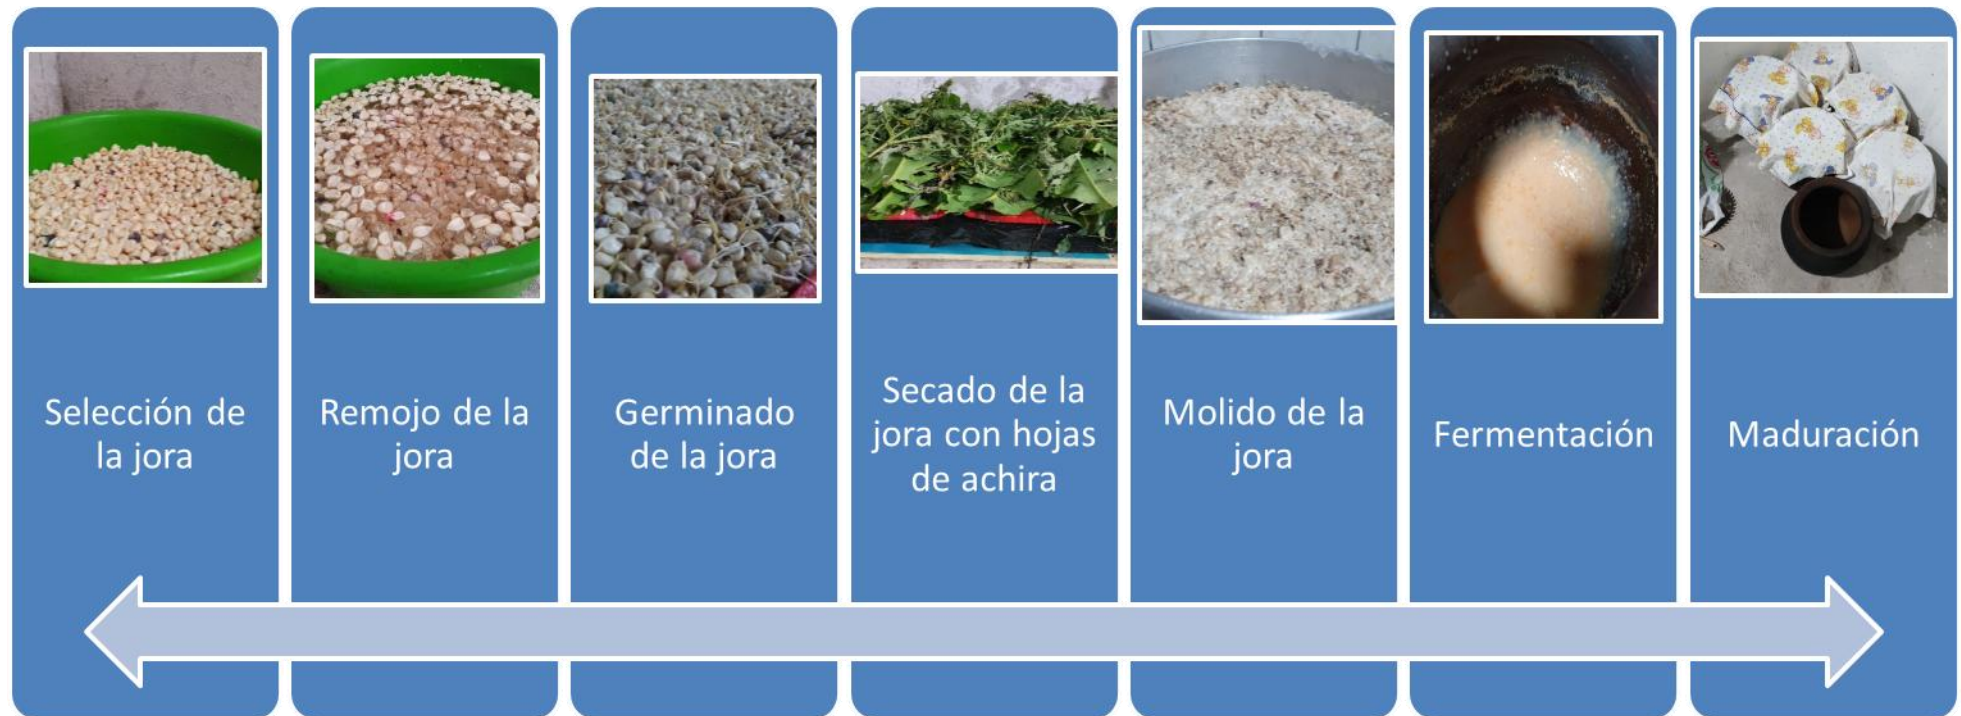 Selección de
la jora
Remojo de la
jora
Germinado
de la jora
Secado de la
jora con hojas
de achira
Molido de la
jora
Fermentación
Maduración